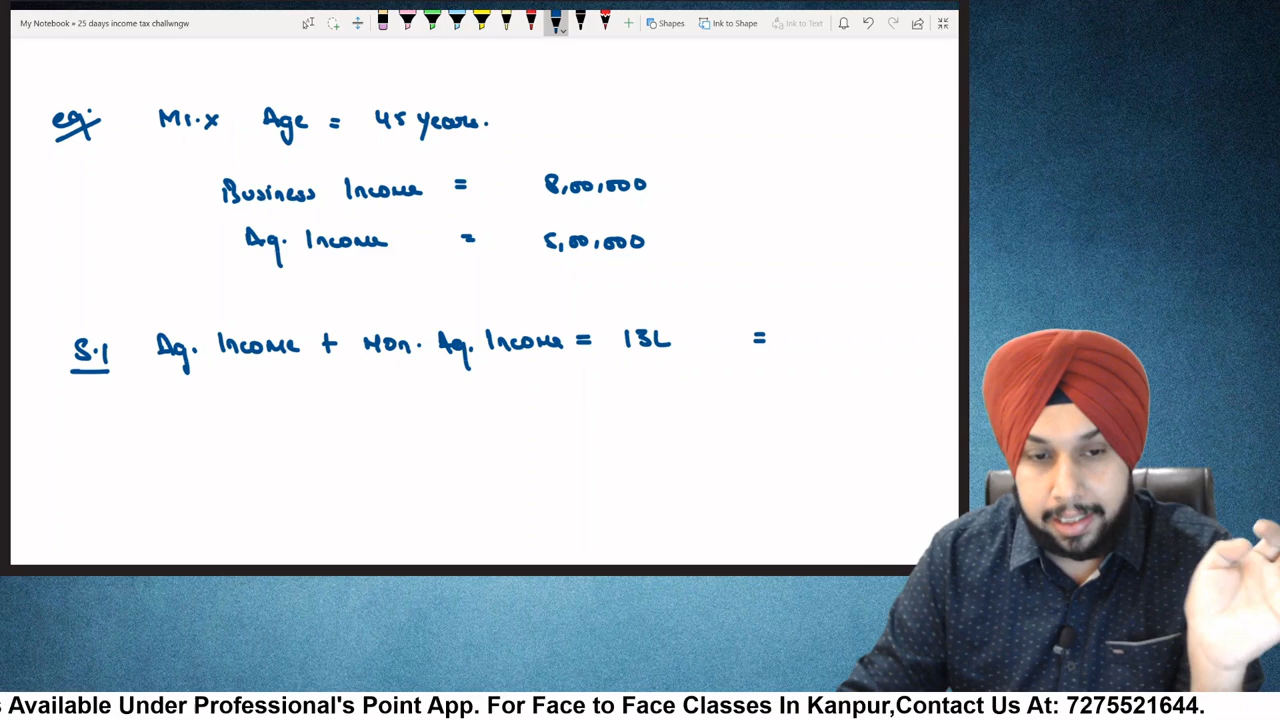 My Notebook » 25 daays income tax challwngw
Shapes
Ink to Shape
Ink to Text
eg:- Mr.X Age = 45 years.
Business Income = 8,00,000
Ag. Income = 5,00,000
S.1 Ag. Income + Non. Ag. Income = 13L =
s Available Under Professional's Point App. For Face to Face Classes In Kanpur,Contact Us At: 7275521644.